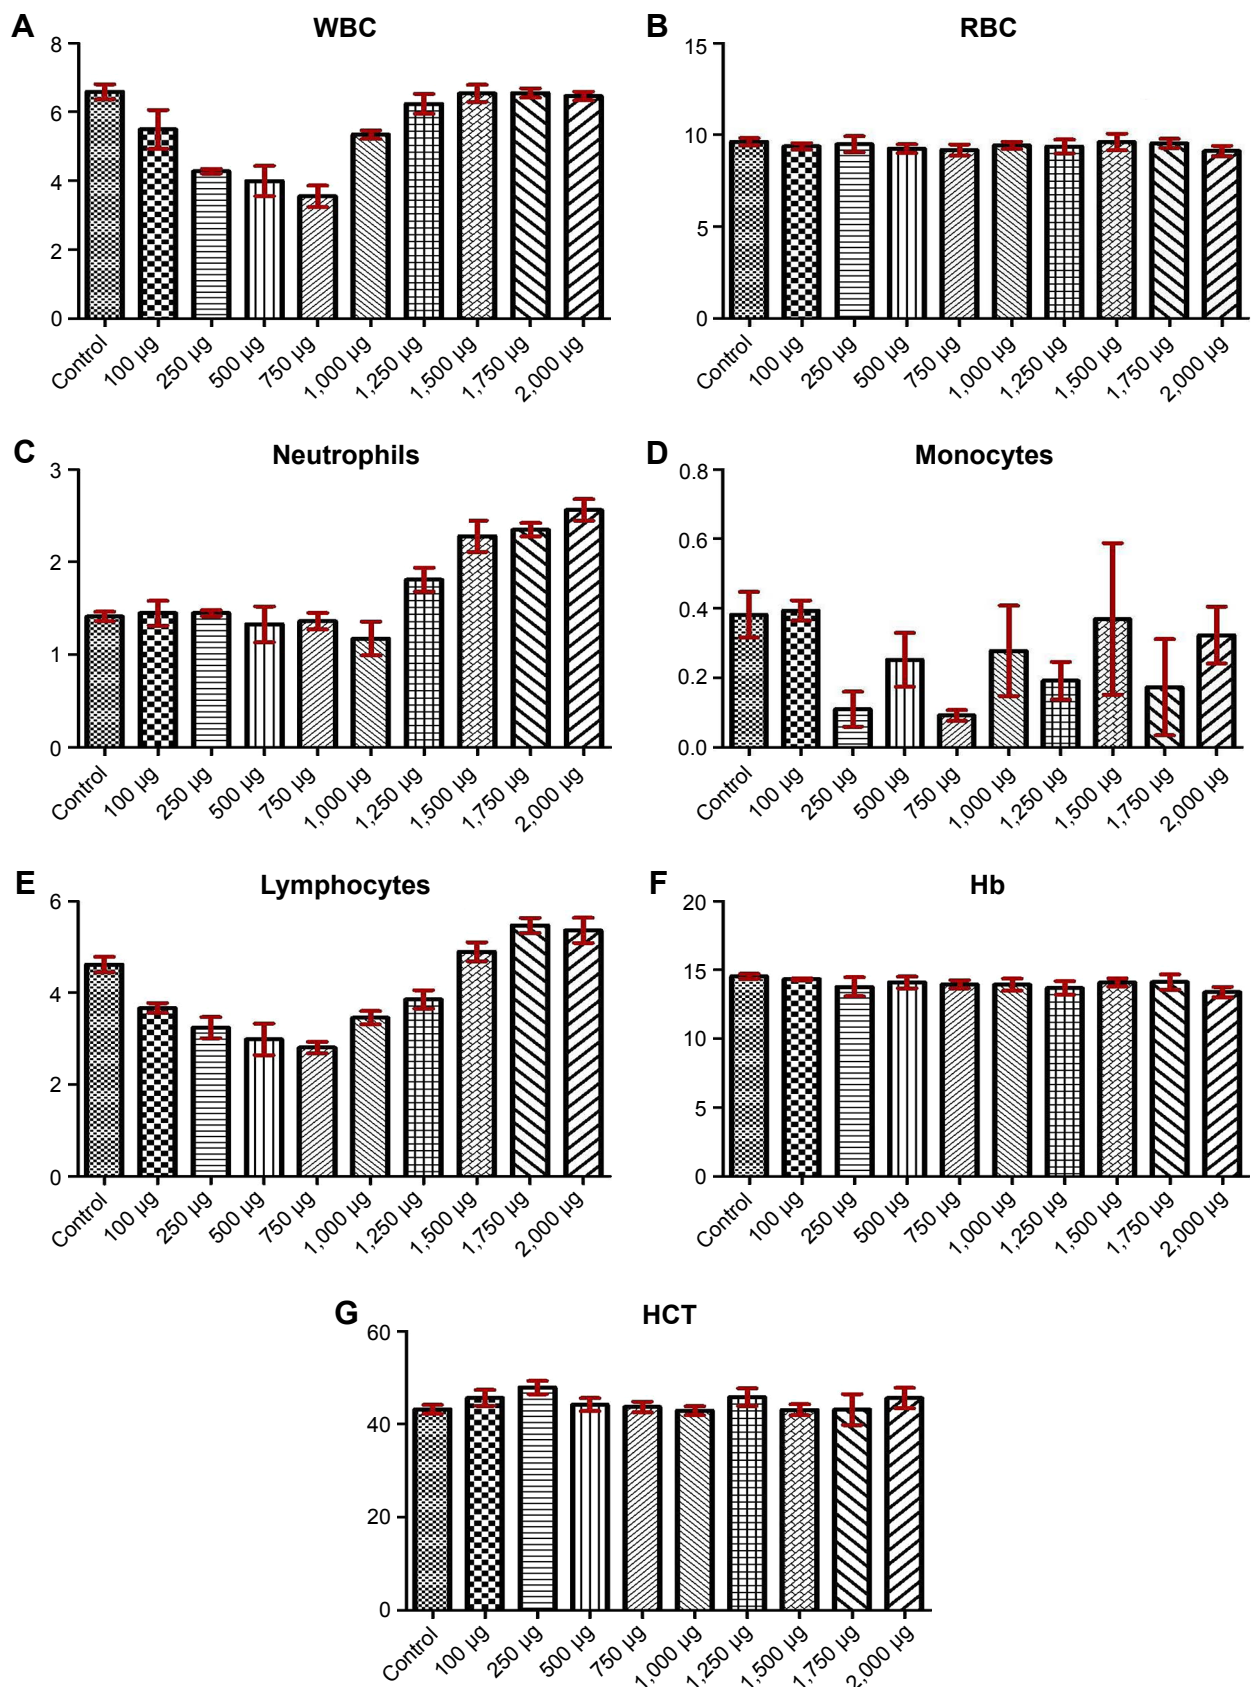 A WBC
8
6
4
2
0
Control 100 µg 250 µg 500 µg 750 µg 1,000 µg 1,250 µg 1,500 µg 1,750 µg 2,000 µg
B RBC
15
10
5
0
Control 100 µg 250 µg 500 µg 750 µg 1,000 µg 1,250 µg 1,500 µg 1,750 µg 2,000 µg
C Neutrophils
3
2
1
0
Control 100 µg 250 µg 500 µg 750 µg 1,000 µg 1,250 µg 1,500 µg 1,750 µg 2,000 µg
D Monocytes
0.8
0.6
0.4
0.2
0.0
Control 100 µg 250 µg 500 µg 750 µg 1,000 µg 1,250 µg 1,500 µg 1,750 µg 2,000 µg
E Lymphocytes
6
4
2
0
Control 100 µg 250 µg 500 µg 750 µg 1,000 µg 1,250 µg 1,500 µg 1,750 µg 2,000 µg
F Hb
20
15
10
5
0
Control 100 µg 250 µg 500 µg 750 µg 1,000 µg 1,250 µg 1,500 µg 1,750 µg 2,000 µg
G HCT
60
40
20
0
Control 100 µg 250 µg 500 µg 750 µg 1,000 µg 1,250 µg 1,500 µg 1,750 µg 2,000 µg